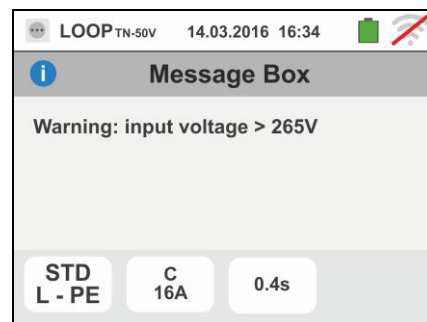 LOOP TN-50V 14.03.2016 16:34
Message Box
Warning: input voltage > 265V
STD
L - PE
C
16A
0.4s